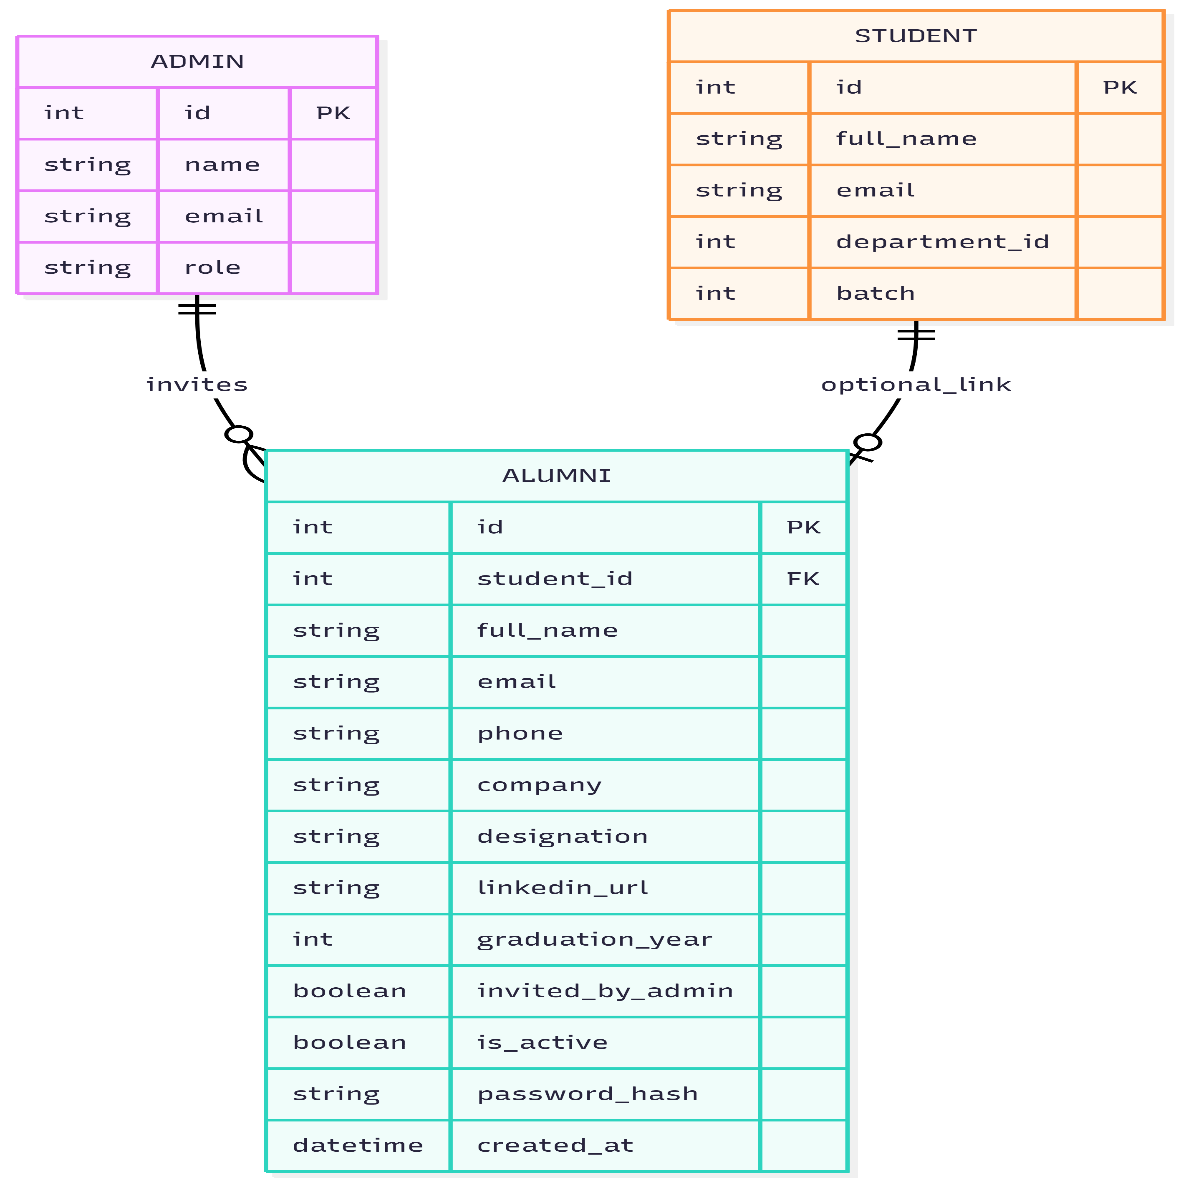 ADMIN
int id PK
string name
string email
string role
STUDENT
int id PK
string full_name
string email
int department_id
int batch
invites
optional_link
ALUMNI
int id PK
int student_id FK
string full_name
string email
string phone
string company
string designation
string linkedin_url
int graduation_year
boolean invited_by_admin
boolean is_active
string password_hash
datetime created_at